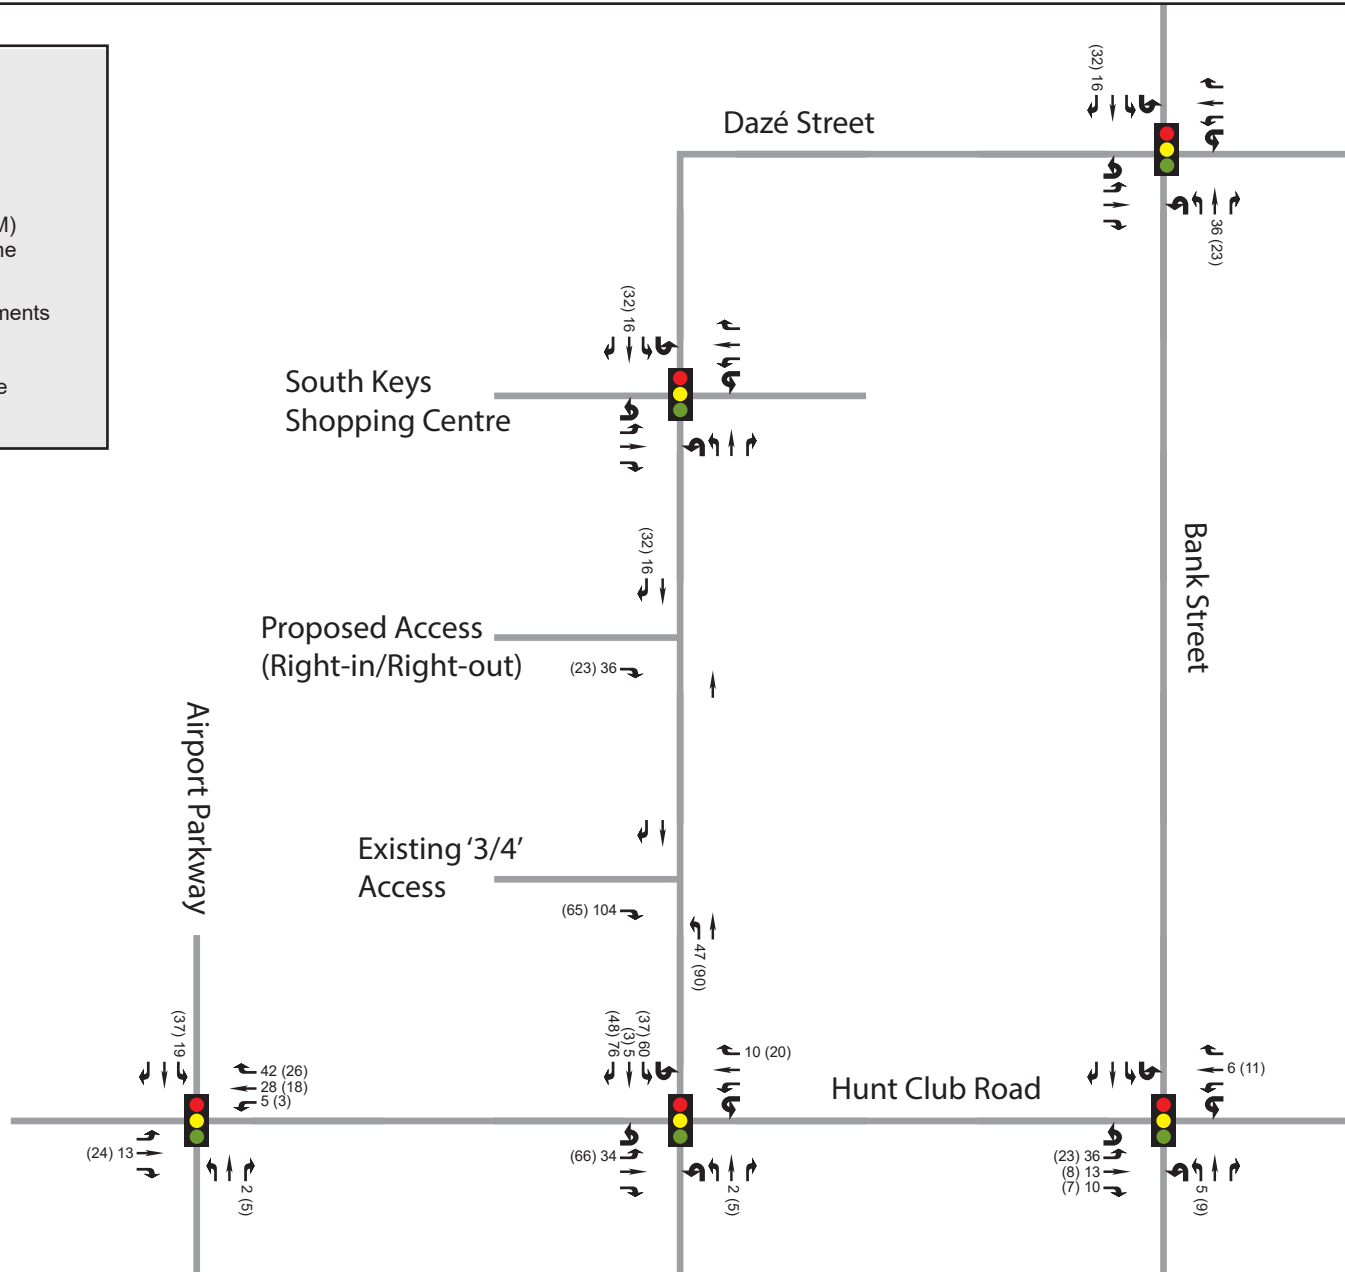 M)
ne
ments
e
(32) 16
Dazé Street
36 (23)
(32) 16
South Keys
Shopping Centre
(32) 16
Bank Street
Proposed Access
(Right-in/Right-out)
(23) 36
Airport Parkway
Existing ‘3/4’
Access
(65) 104
47 (90)
(37) 19
42 (26)
28 (18)
5 (3)
(24) 13
2 (5)
(48) 76
(3) 5
(37) 60
10 (20)
Hunt Club Road
(66) 34
2 (5)
6 (11)
(23) 36
(8) 13
(7) 10
5 (9)